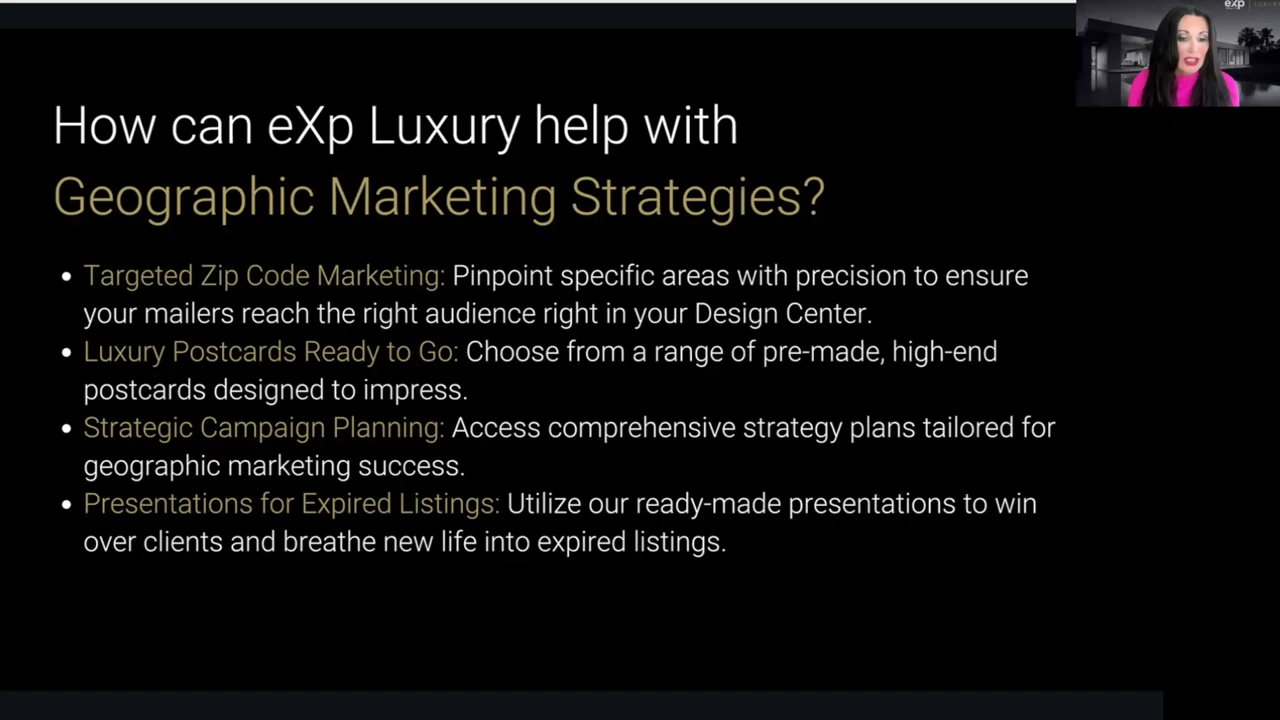 eXp | LUXURY
How can eXp Luxury help with
Geographic Marketing Strategies?
• Targeted Zip Code Marketing: Pinpoint specific areas with precision to ensure
your mailers reach the right audience right in your Design Center.
• Luxury Postcards Ready to Go: Choose from a range of pre-made, high-end
postcards designed to impress.
• Strategic Campaign Planning: Access comprehensive strategy plans tailored for
geographic marketing success.
• Presentations for Expired Listings: Utilize our ready-made presentations to win
over clients and breathe new life into expired listings.